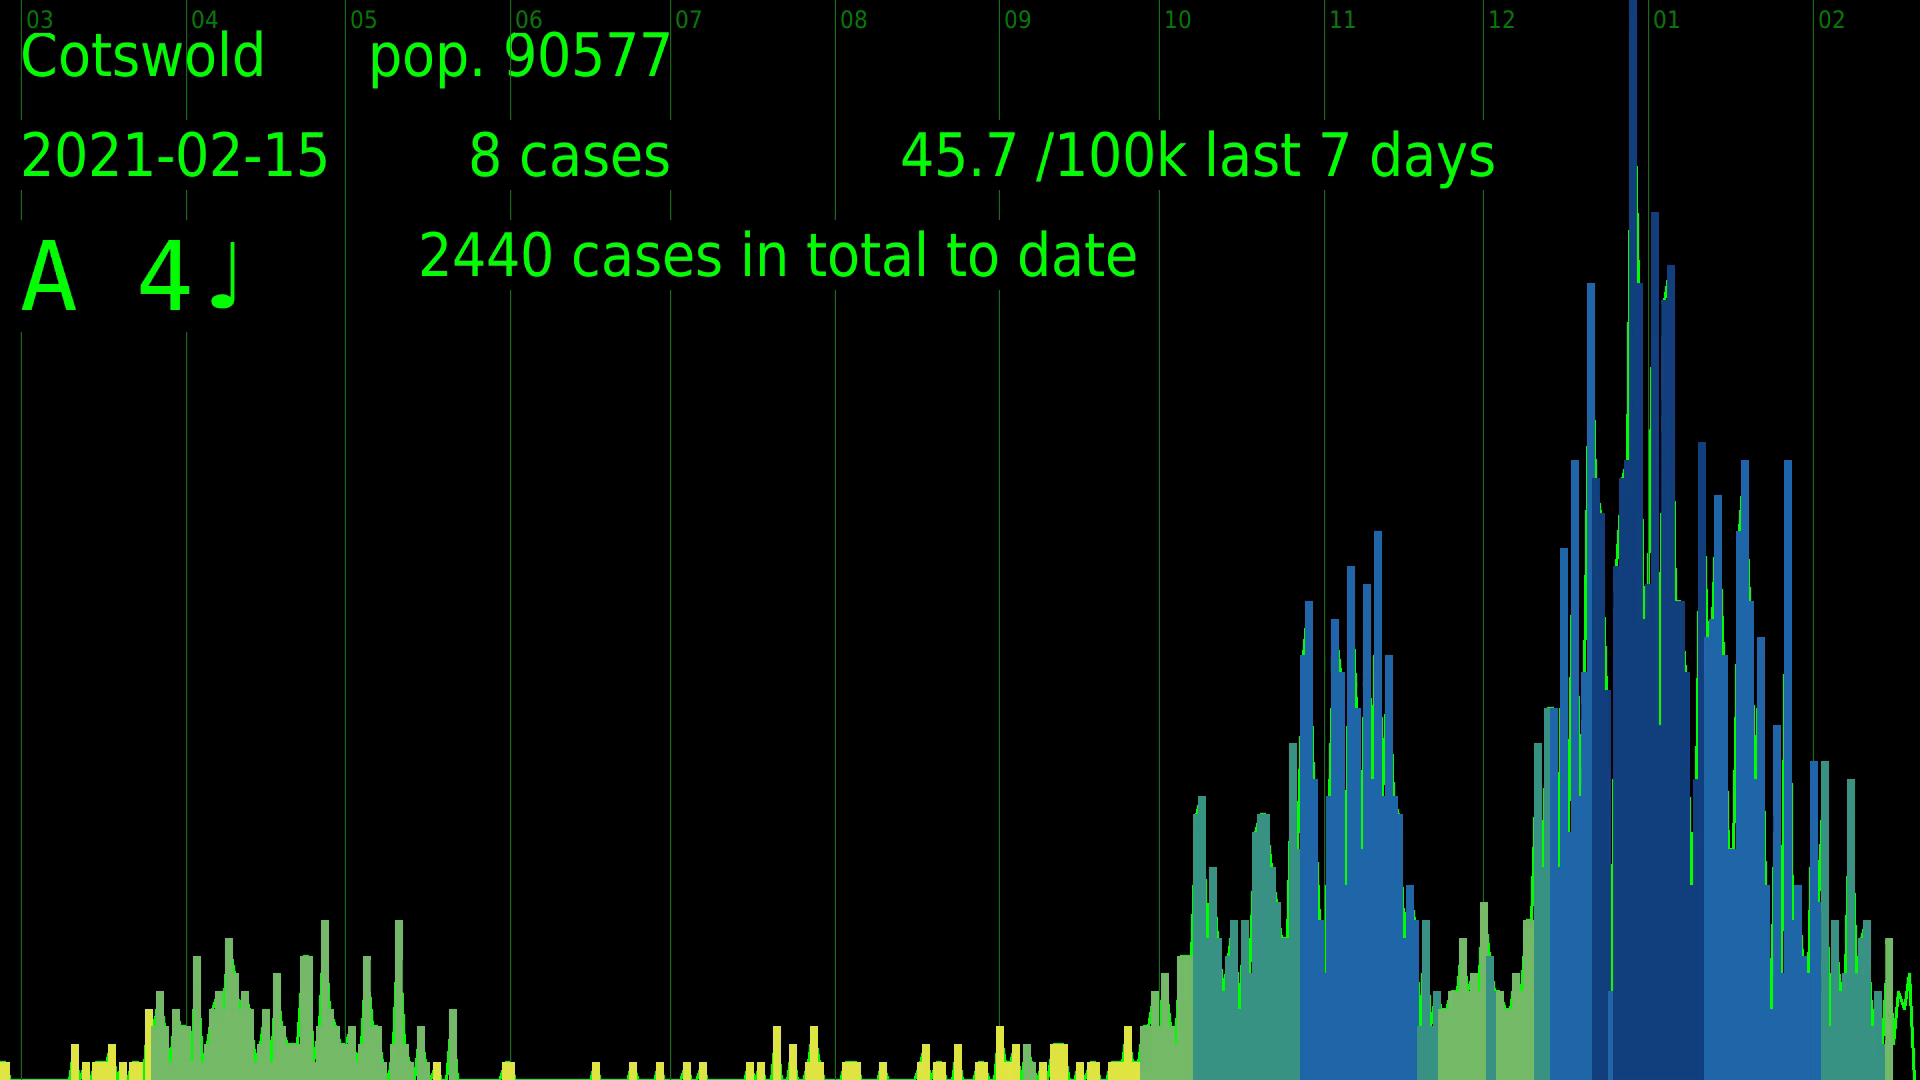 03 04 05 06 07 08 09 10 11 12 01 02
Cotswold pop. 90577
2021-02-15 8 cases 45.7 /100k last 7 days
A 4♩ 2440 cases in total to date